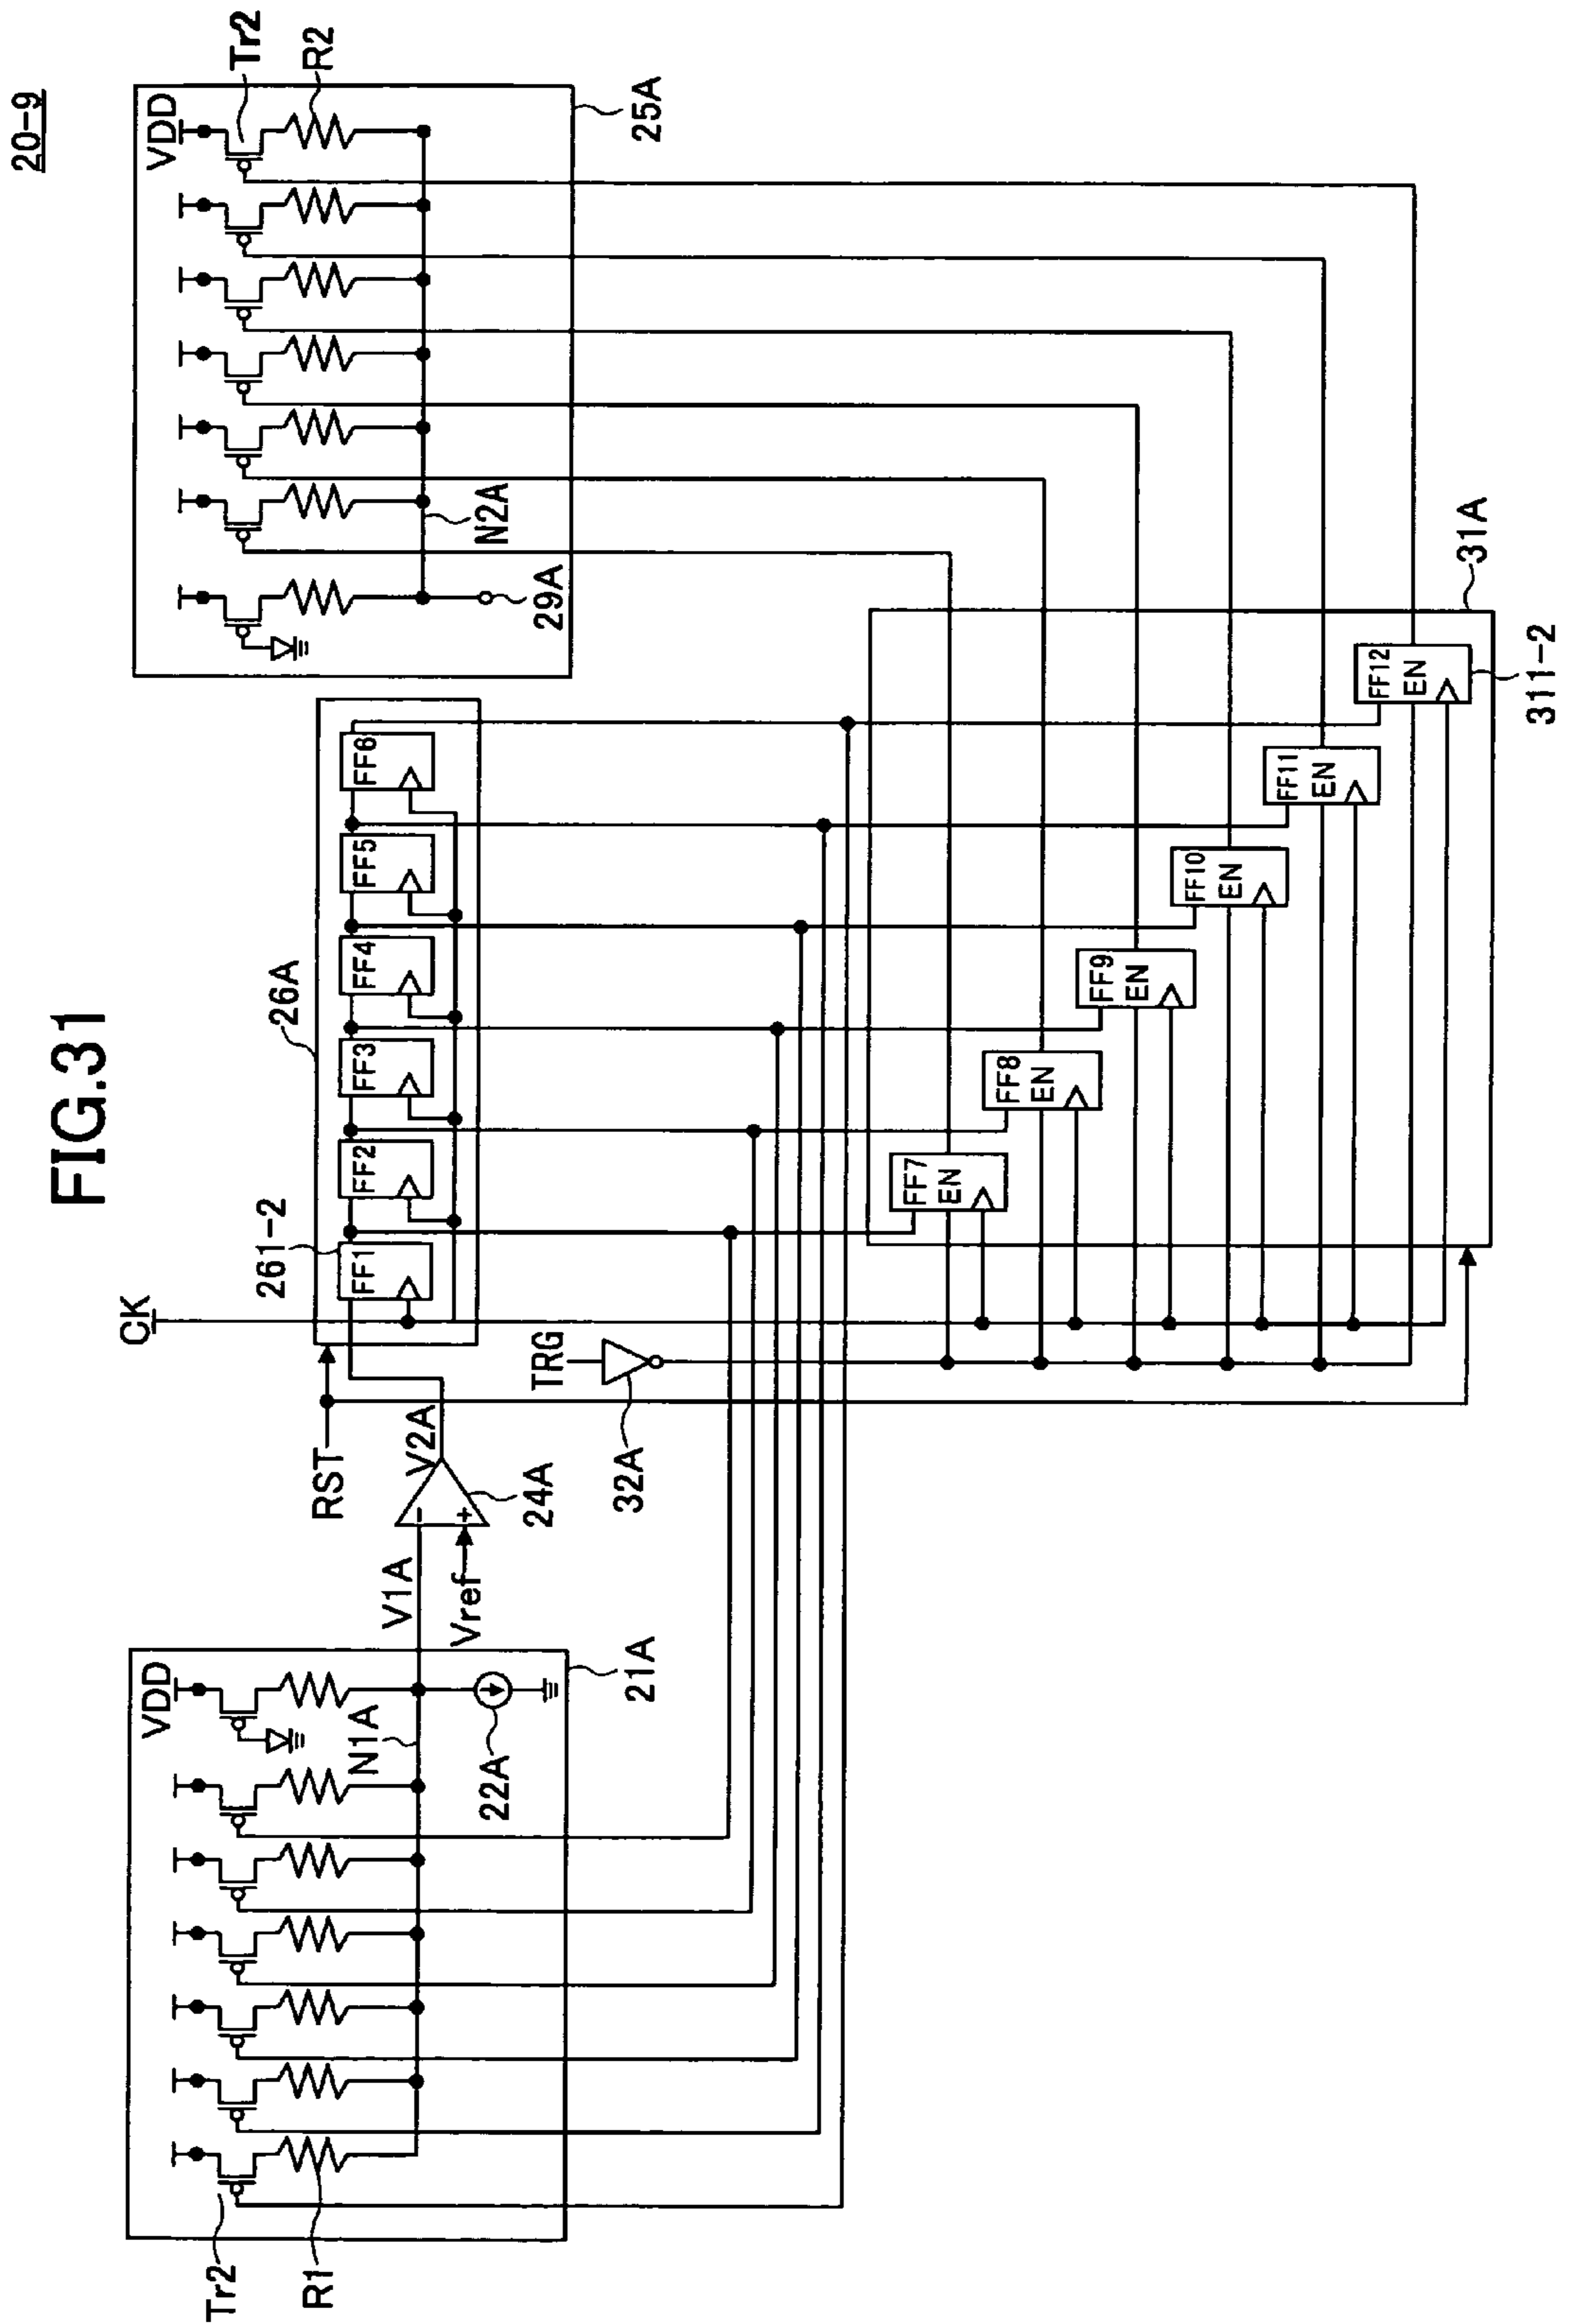 FIG.31
20-9
VDD
Tr2
R2
25A
N2A
29A
CK
261-2
26A
FF1
FF2
FF3
FF4
FF5
FF6
RST
V2A
24A
-
+
V1A
Vref
TRG
32A
VDD
N1A
22A
21A
Tr2
R1
FF7
EN
FF8
EN
FF9
EN
FF10
EN
FF11
EN
FF12
EN
31A
311-2